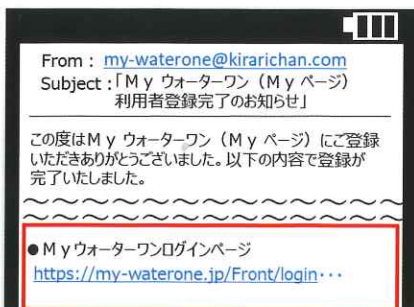 From : my-waterone@kirarichan.com
Subject :「Ｍｙ ウォーターワン（Ｍｙ ページ）
利用者登録完了のお知らせ」
この度はＭｙ ウォーターワン（Ｍｙ ページ）にご登録
いただきありがとうございました。以下の内容で登録が
完了いたしました。
～～～～～～～～～～～～～～～～～～
～～～～～～～～～～～～～～～～～～
●Ｍｙウォーターワンログインページ
https://my-waterone.jp/Front/login･･･